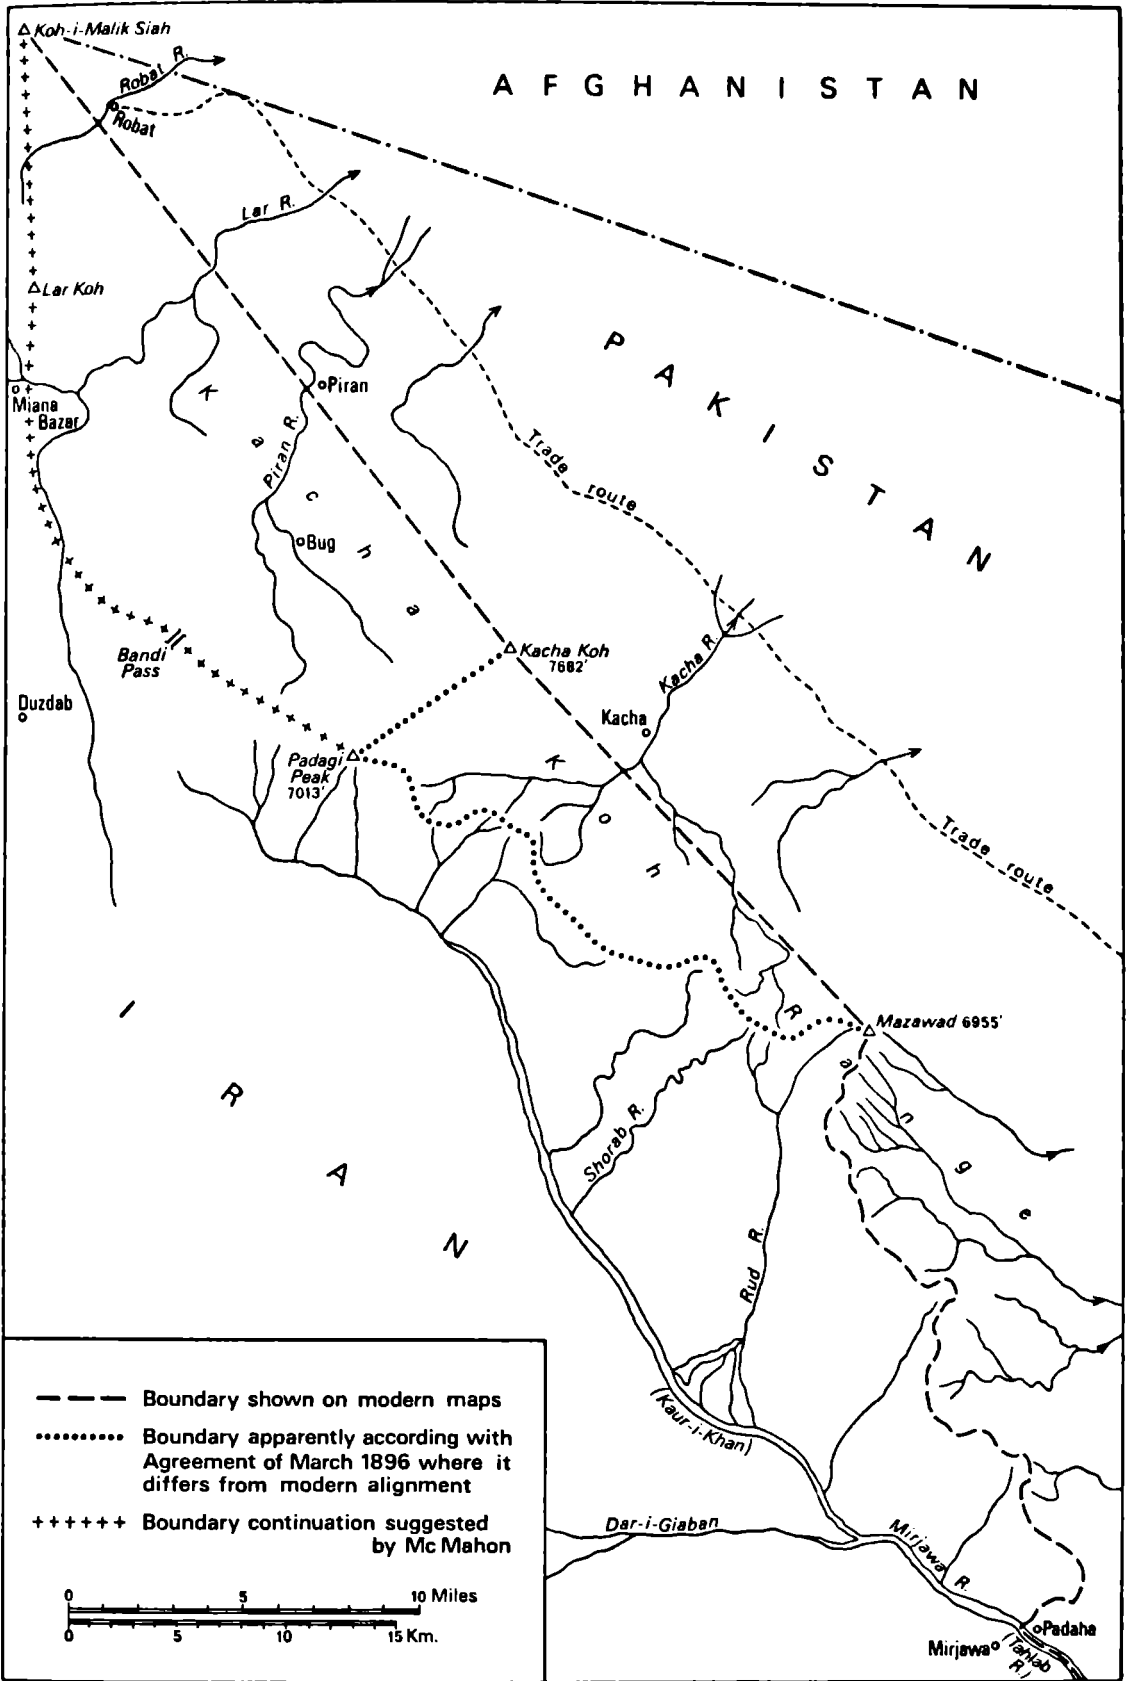 Koh-i-Malik Siah
Robat R.
Robat
AFGHANISTAN
Lar R.
Lar Koh
PAKISTAN
Miana
Bazar
Piran
Piran R.
Bug
Kacha
Trade route
Bandi
Pass
Kacha Koh
7682'
Kacha R.
Kacha
Duzdab
Padagi
Peak
7013'
Koh
Trade route
Range
Mazawad 6955'
IRAN
Shorab R.
Rud R.
(Kaur-i-Khan)
Dar-i-Giaban
Mirjawa R.
Padaha
Mirjawa
(Tahlab
R.)
Boundary shown on modern maps
Boundary apparently according with
Agreement of March 1896 where it
differs from modern alignment
Boundary continuation suggested
by Mc Mahon
0 5 10 Miles
0 5 10 15 Km.